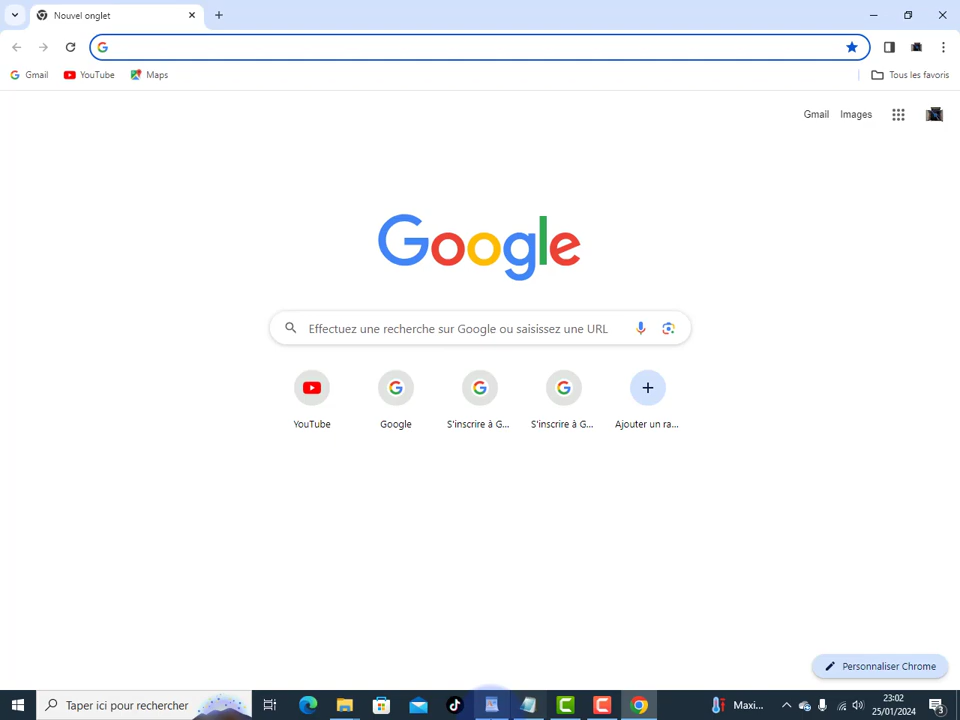 Nouvel onglet
Gmail
YouTube
Maps
Tous les favoris
Gmail
Images
Google
Effectuez une recherche sur Google ou saisissez une URL
YouTube
Google
S'inscrire à G...
S'inscrire à G...
Ajouter un ra...
Personnaliser Chrome
Taper ici pour rechercher
Maxi...
23:02
25/01/2024
3